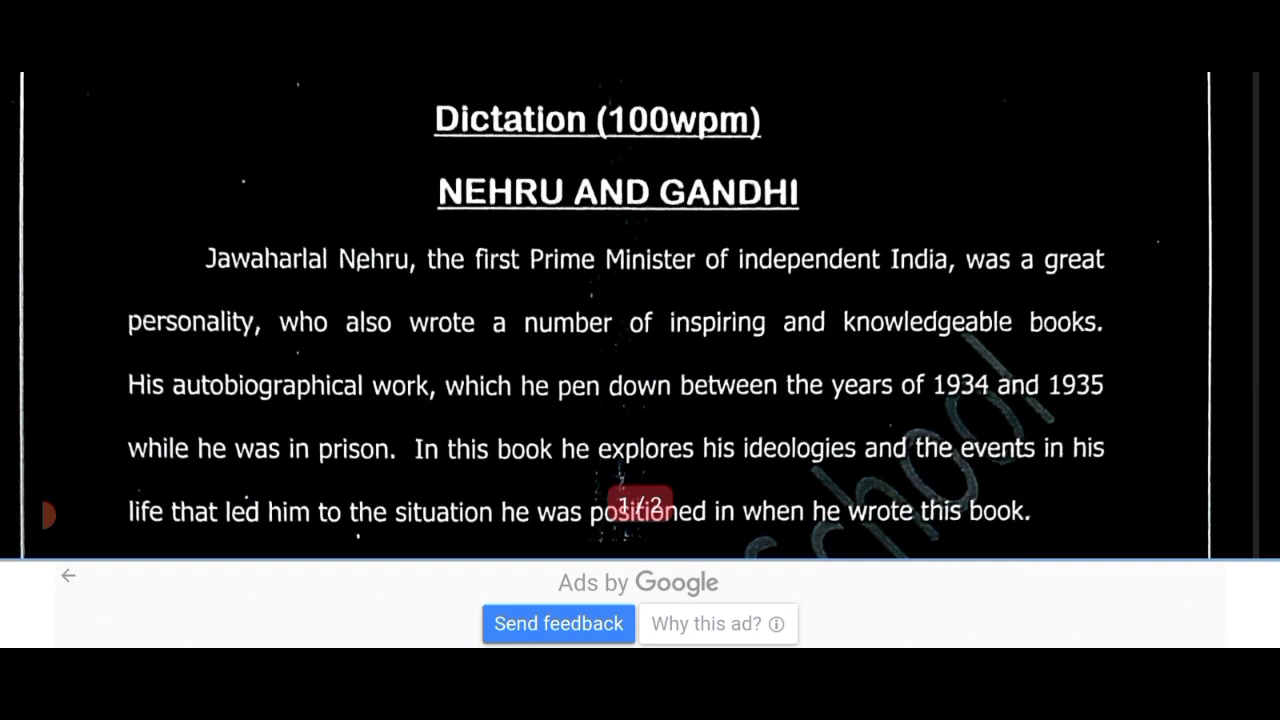 Dictation (100wpm)
NEHRU AND GANDHI
Jawaharlal Nehru, the first Prime Minister of independent India, was a great
personality, who also wrote a number of inspiring and knowledgeable books.
His autobiographical work, which he pen down between the years of 1934 and 1935
while he was in prison. In this book he explores his ideologies and the events in his
life that led him to the situation he was positioned in when he wrote this book.
1 / 2
School
Ads by Google
Send feedback
Why this ad?